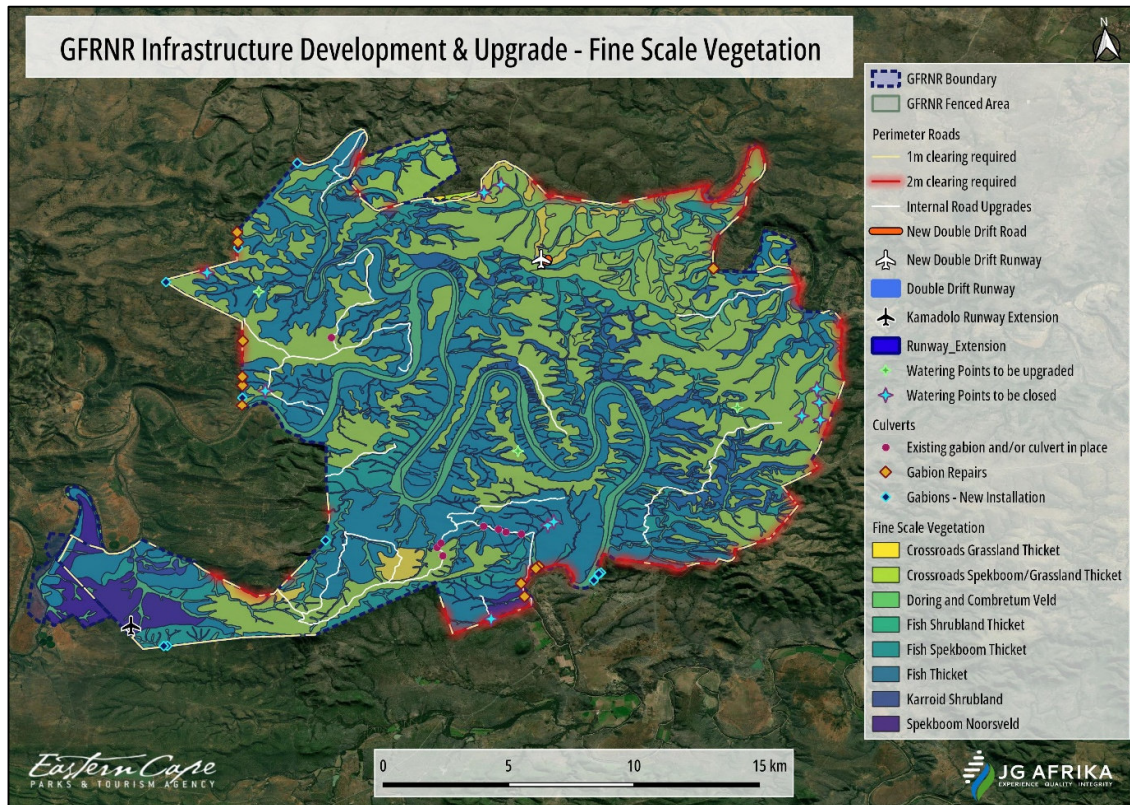 GFRNR Infrastructure Development & Upgrade - Fine Scale Vegetation
N
GFRNR Boundary
GFRNR Fenced Area
Perimeter Roads
1m clearing required
2m clearing required
Internal Road Upgrades
New Double Drift Road
New Double Drift Runway
Double Drift Runway
Kamadolo Runway Extension
Runway_Extension
Watering Points to be upgraded
Watering Points to be closed
Culverts
Existing gabion and/or culvert in place
Gabion Repairs
Gabions - New Installation
Fine Scale Vegetation
Crossroads Grassland Thicket
Crossroads Spekboom/Grassland Thicket
Doring and Combretum Veld
Fish Shrubland Thicket
Fish Spekboom Thicket
Fish Thicket
Karroid Shrubland
Spekboom Noorsveld
Eastern Cape
PARKS & TOURISM AGENCY
0 5 10 15 km
JG AFRIKA
EXPERIENCE QUALITY INTEGRITY